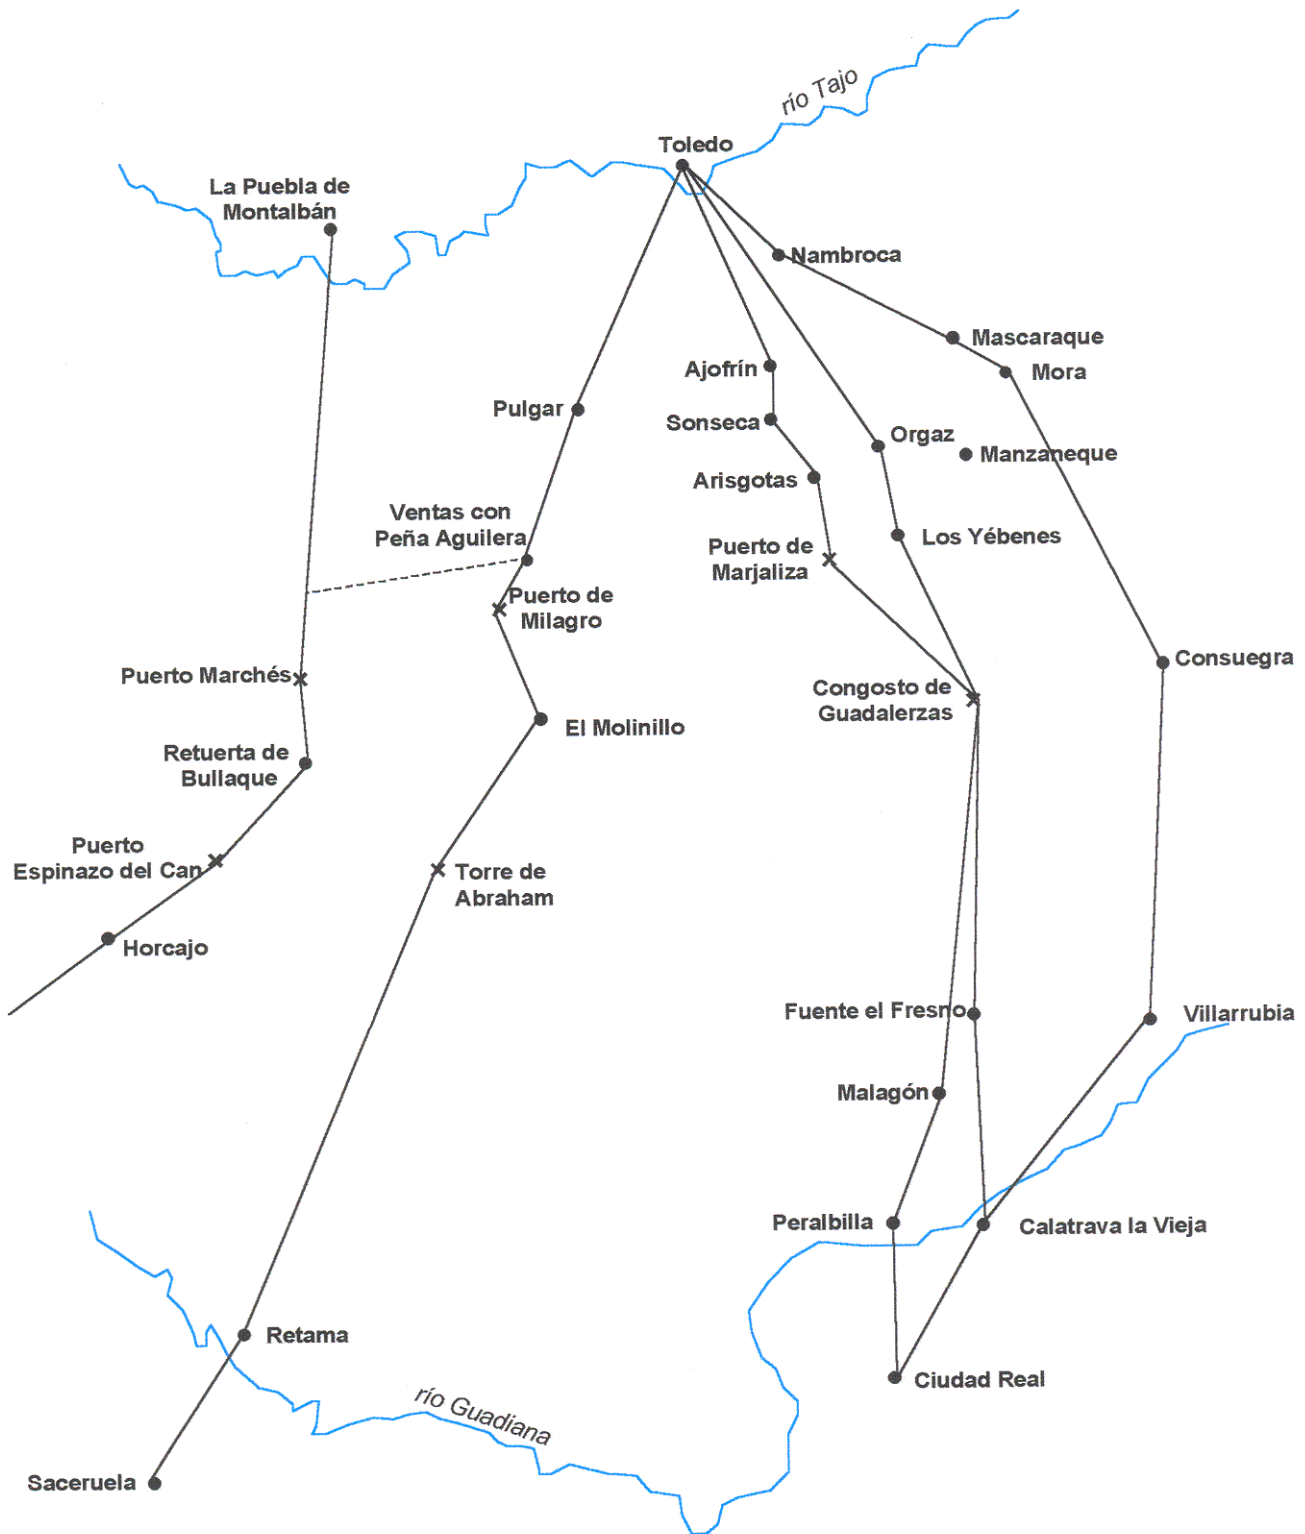 río Tajo
Toledo
La Puebla de
Montalbán
Nambroca
Mascaraque
Ajofrín
Mora
Pulgar
Sonseca
Orgaz
Manzaneque
Arisgotas
Ventas con
Peña Aguilera
Los Yébenes
Puerto de
Marjaliza
Puerto de
Milagro
Consuegra
Puerto Marchés
Congosto de
Guadalerzas
El Molinillo
Retuerta de
Bullaque
Puerto
Espinazo del Can
Torre de
Abraham
Horcajo
Fuente el Fresno
Villarrubia
Malagón
Peralbilla
Calatrava la Vieja
Retama
Ciudad Real
río Guadiana
Saceruela